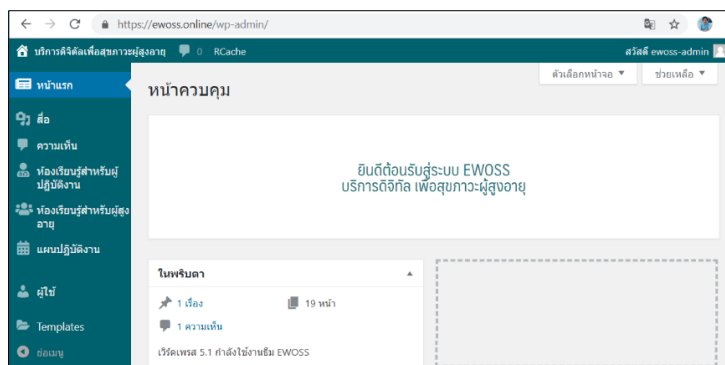 https://ewoss.online/wp-admin/
บริการดิจิตัลเพื่อสุขภาวะผู้สูงอายุ 0 RCache สวัสดี ewoss-admin
ตัวเลือกหน้าจอ ช่วยเหลือ
หน้าแรก
หน้าควบคุม
สื่อ
ความเห็น
ห้องเรียนรู้สำหรับผู้
ปฏิบัติงาน
ห้องเรียนรู้สำหรับผู้สูง
อายุ
แผนปฏิบัติงาน
ผู้ใช้
Templates
ย่อเมนู
ยินดีต้อนรับสู่ระบบ EWOSS
บริการดิจิทัล เพื่อสุขภาวะผู้สูงอายุ
ในพริบตา
1 เรื่อง 19 หน้า
1 ความเห็น
เวิร์ดเพรส 5.1 กำลังใช้งานธีม EWOSS